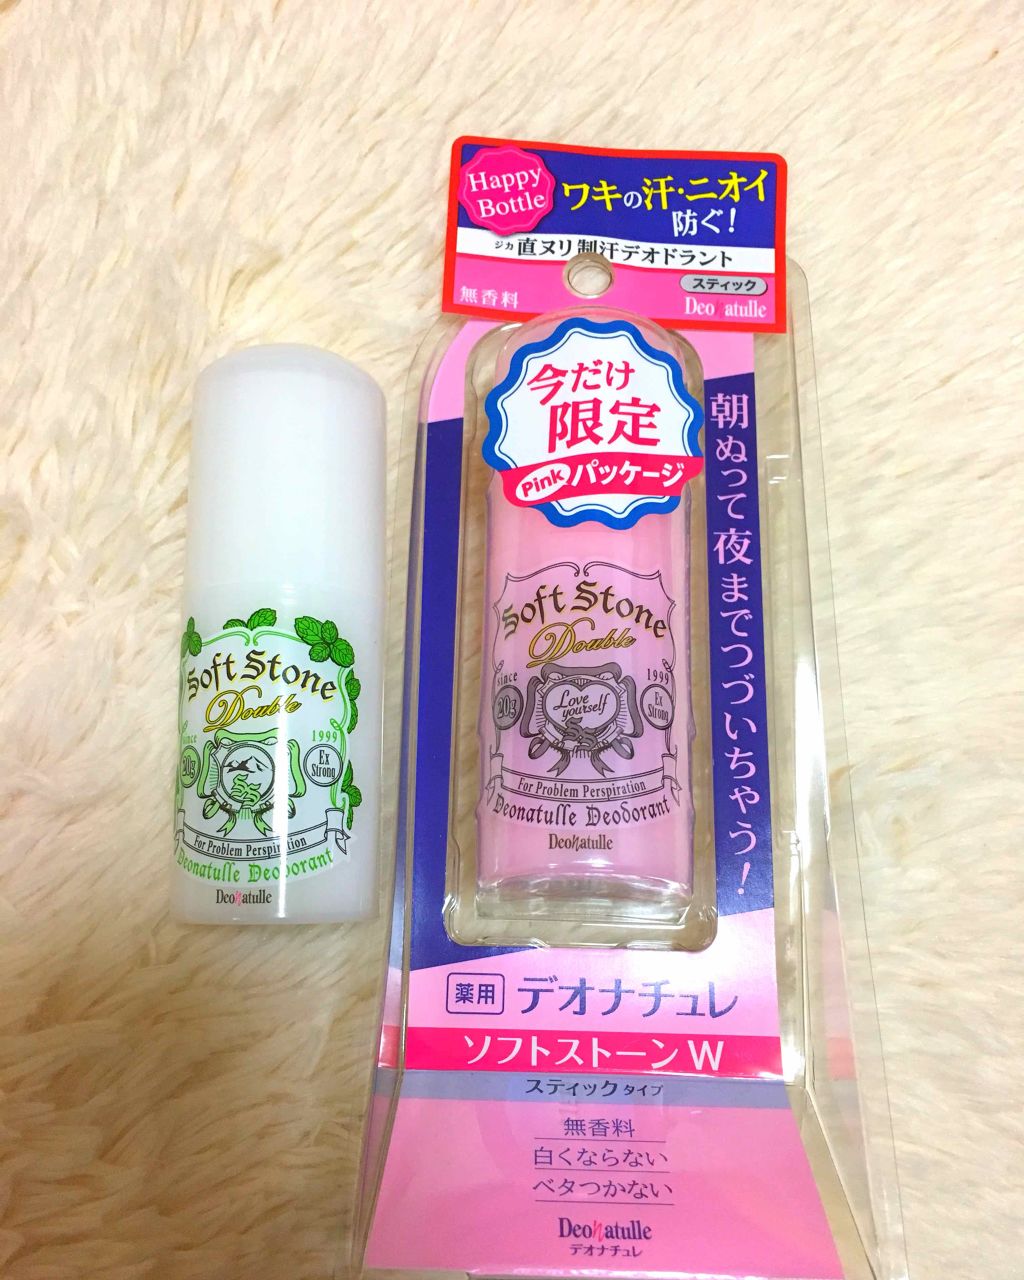 Soft Stone
Double
since
1999
20g
Ex
Strong
For Problem Perspiration
Deonatulle Deodorant
Deonatulle
Happy
Bottle
ワキの汗・ニオイ
防ぐ!
ジカ
直ヌリ制汗デオドラント
スティック
無香料
Deonatulle
今だけ
限定
Pinkパッケージ
朝ぬって夜までつづいちゃう!
Soft Stone
Double
since
1999
20g
Love
yourself
Ex
Strong
SS
For Problem Perspiration
Deonatulle Deodorant
Deonatulle
薬用 デオナチュレ
ソフトストーンW
スティックタイプ
無香料
白くならない
ベタつかない
Deonatulle
デオナチュレ